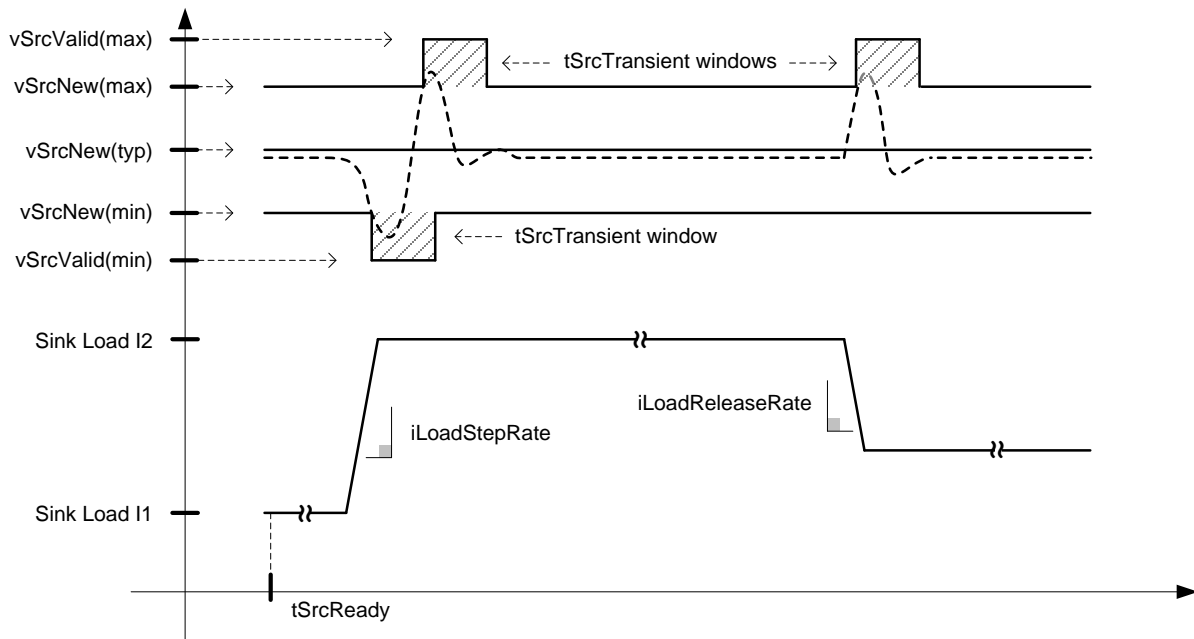 vSrcValid(max)
vSrcNew(max)
tSrcTransient windows
vSrcNew(typ)
vSrcNew(min)
tSrcTransient window
vSrcValid(min)
Sink Load I2
iLoadReleaseRate
iLoadStepRate
Sink Load I1
tSrcReady